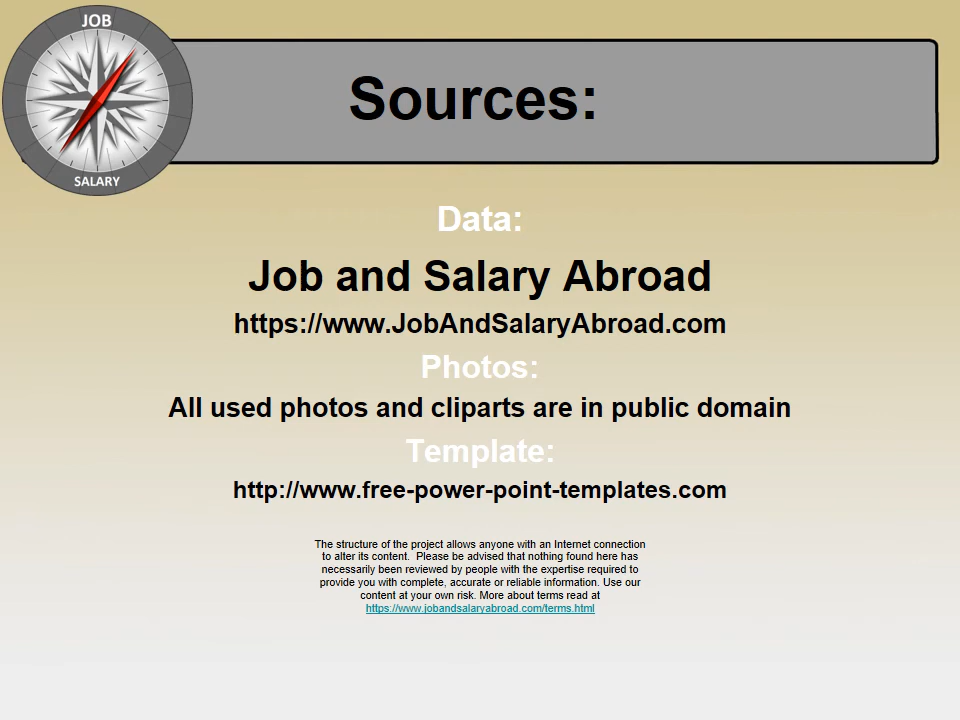 JOB
SALARY
Sources:
Data:
Job and Salary Abroad
https://www.JobAndSalaryAbroad.com
Photos:
All used photos and cliparts are in public domain
Template:
http://www.free-power-point-templates.com
The structure of the project allows anyone with an Internet connection
to alter its content.  Please be advised that nothing found here has
necessarily been reviewed by people with the expertise required to
provide you with complete, accurate or reliable information. Use our
content at your own risk. More about terms read at
https://www.jobandsalaryabroad.com/terms.html